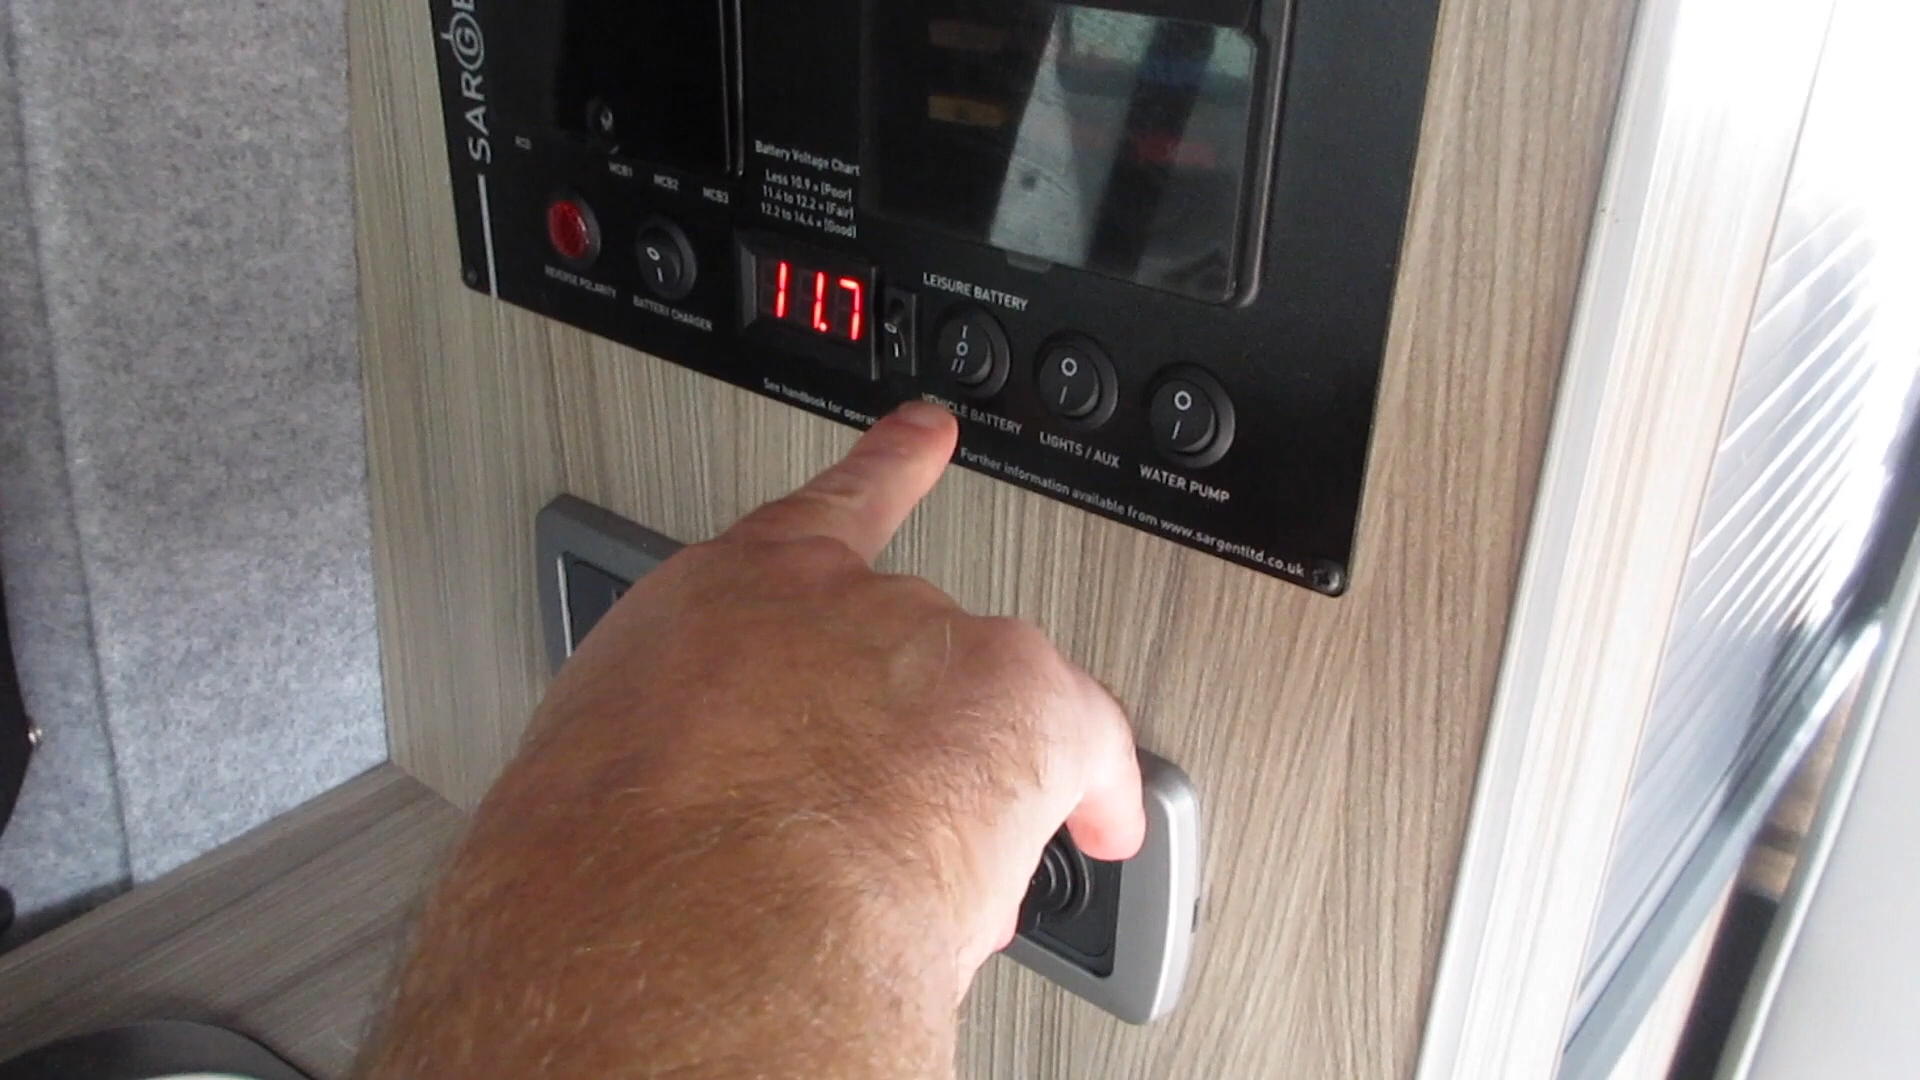 SARGE
RCD
MCB1
MCB2
MCB3
Battery Voltage Chart
Less 10.9 = [Poor]
11.4 to 12.2 = [Fair]
12.2 to 14.4 = [Good]
REVERSE POLARITY
O
I
BATTERY CHARGER
11.7
O
I
LEISURE BATTERY
I
O
II
VEHICLE BATTERY
O
I
LIGHTS / AUX
O
I
WATER PUMP
See handbook for
Further information available from www.sargentltd.co.uk